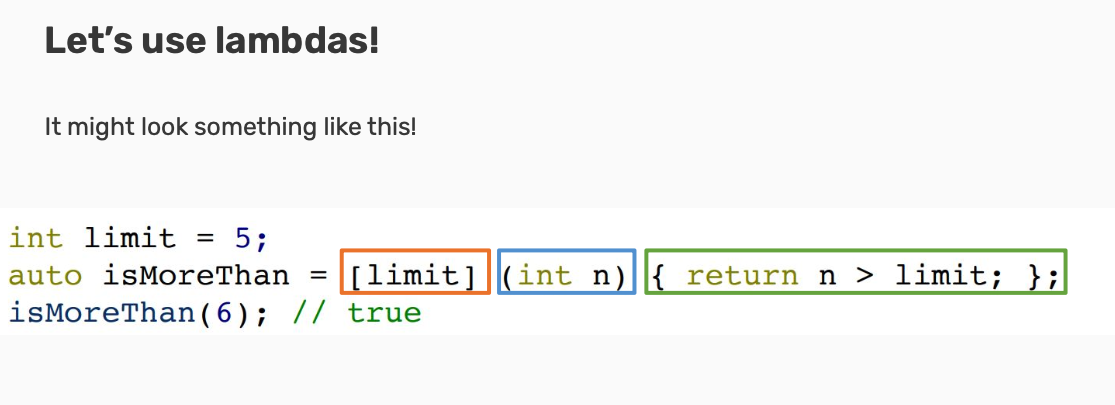 Let’s use lambdas!
It might look something like this!
int limit = 5;
auto isMoreThan = [limit] (int n) { return n > limit; };
isMoreThan(6); // true